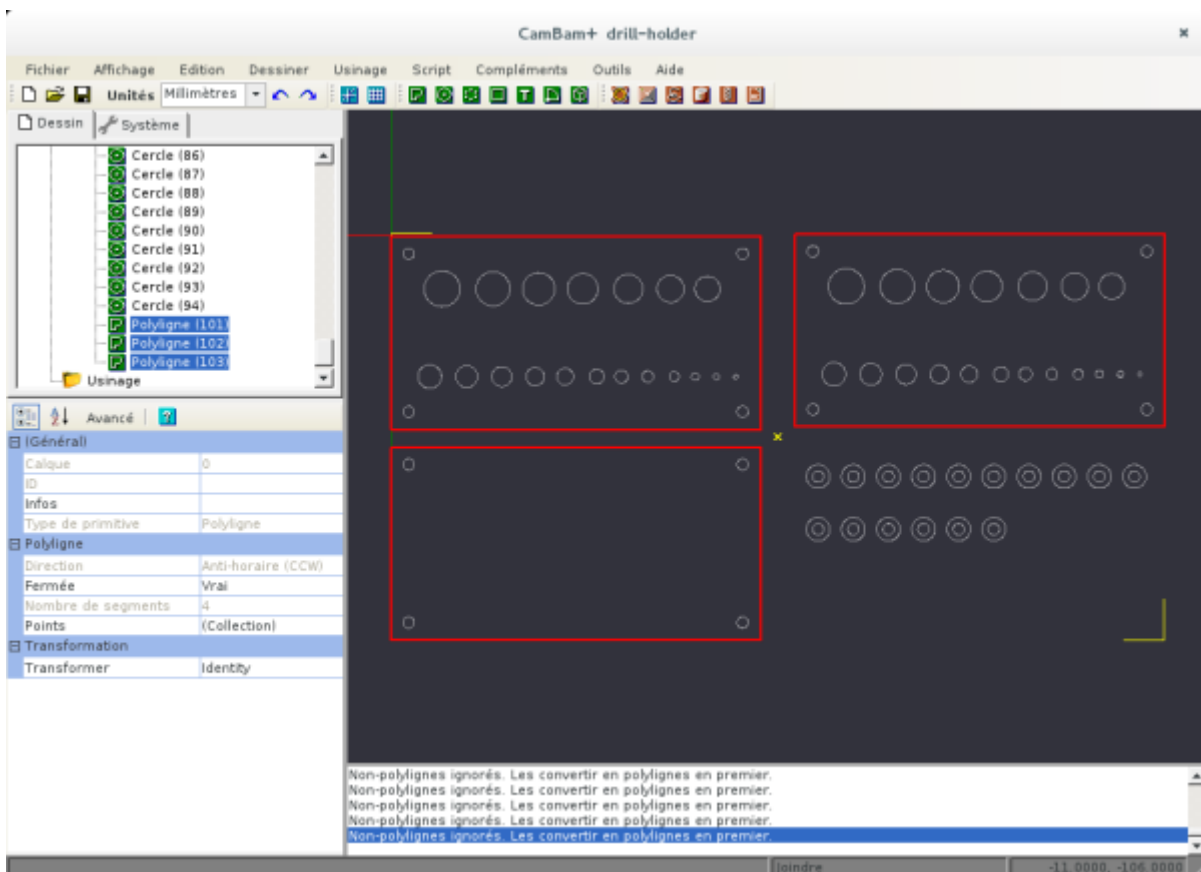 CamBam+ drill-holder
Fichier Affichage Edition Dessiner Usinage Script Compléments Outils Aide
Unités Millimètres
Dessin Système
Cercle (86)
Cercle (87)
Cercle (88)
Cercle (89)
Cercle (90)
Cercle (91)
Cercle (92)
Cercle (93)
Cercle (94)
Polyligne (101)
Polyligne (102)
Polyligne (103)
Usinage
Avancé
(Général)
Calque 0
ID
Infos
Type de primitive Polyligne
Polyligne
Direction Anti-horaire (CCW)
Fermée Vrai
Nombre de segments 4
Points (Collection)
Transformation
Transformer Identity
Non-polylignes ignorés. Les convertir en polylignes en premier.
Non-polylignes ignorés. Les convertir en polylignes en premier.
Non-polylignes ignorés. Les convertir en polylignes en premier.
Non-polylignes ignorés. Les convertir en polylignes en premier.
Non-polylignes ignorés. Les convertir en polylignes en premier.
Joindre -11.0000, -106.0000